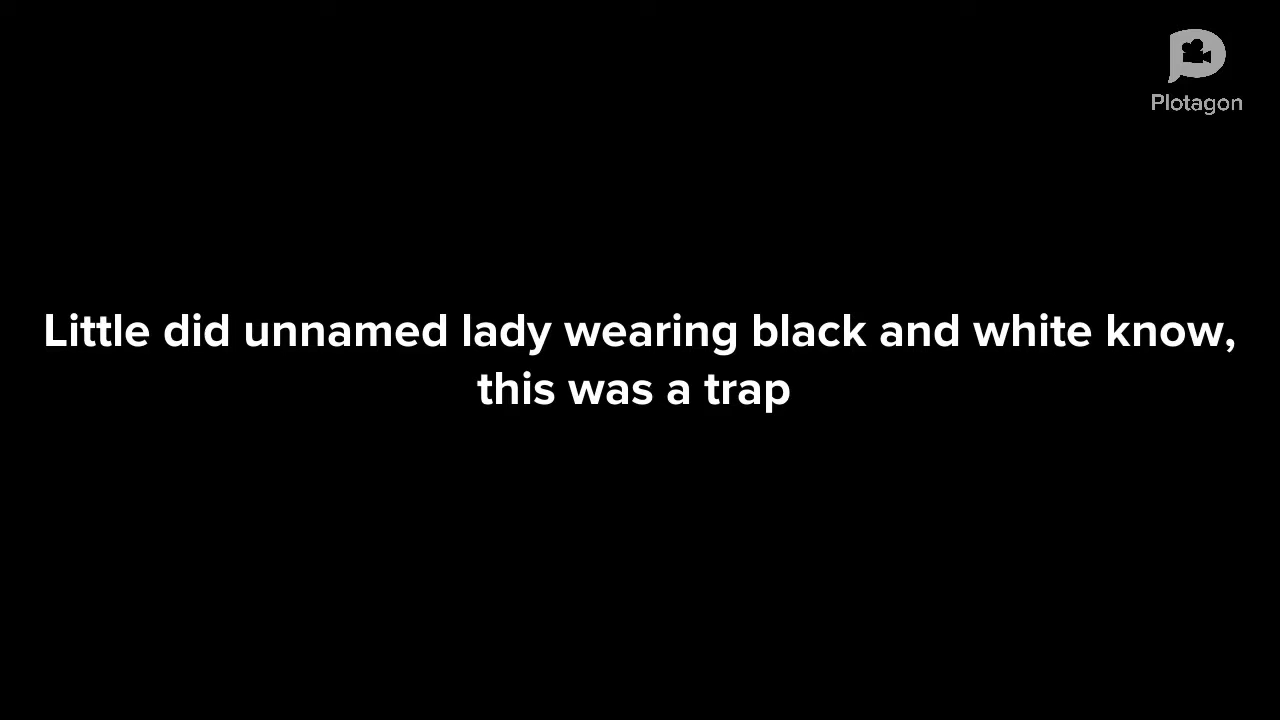 Plotagon
Little did unnamed lady wearing black and white know,
this was a trap